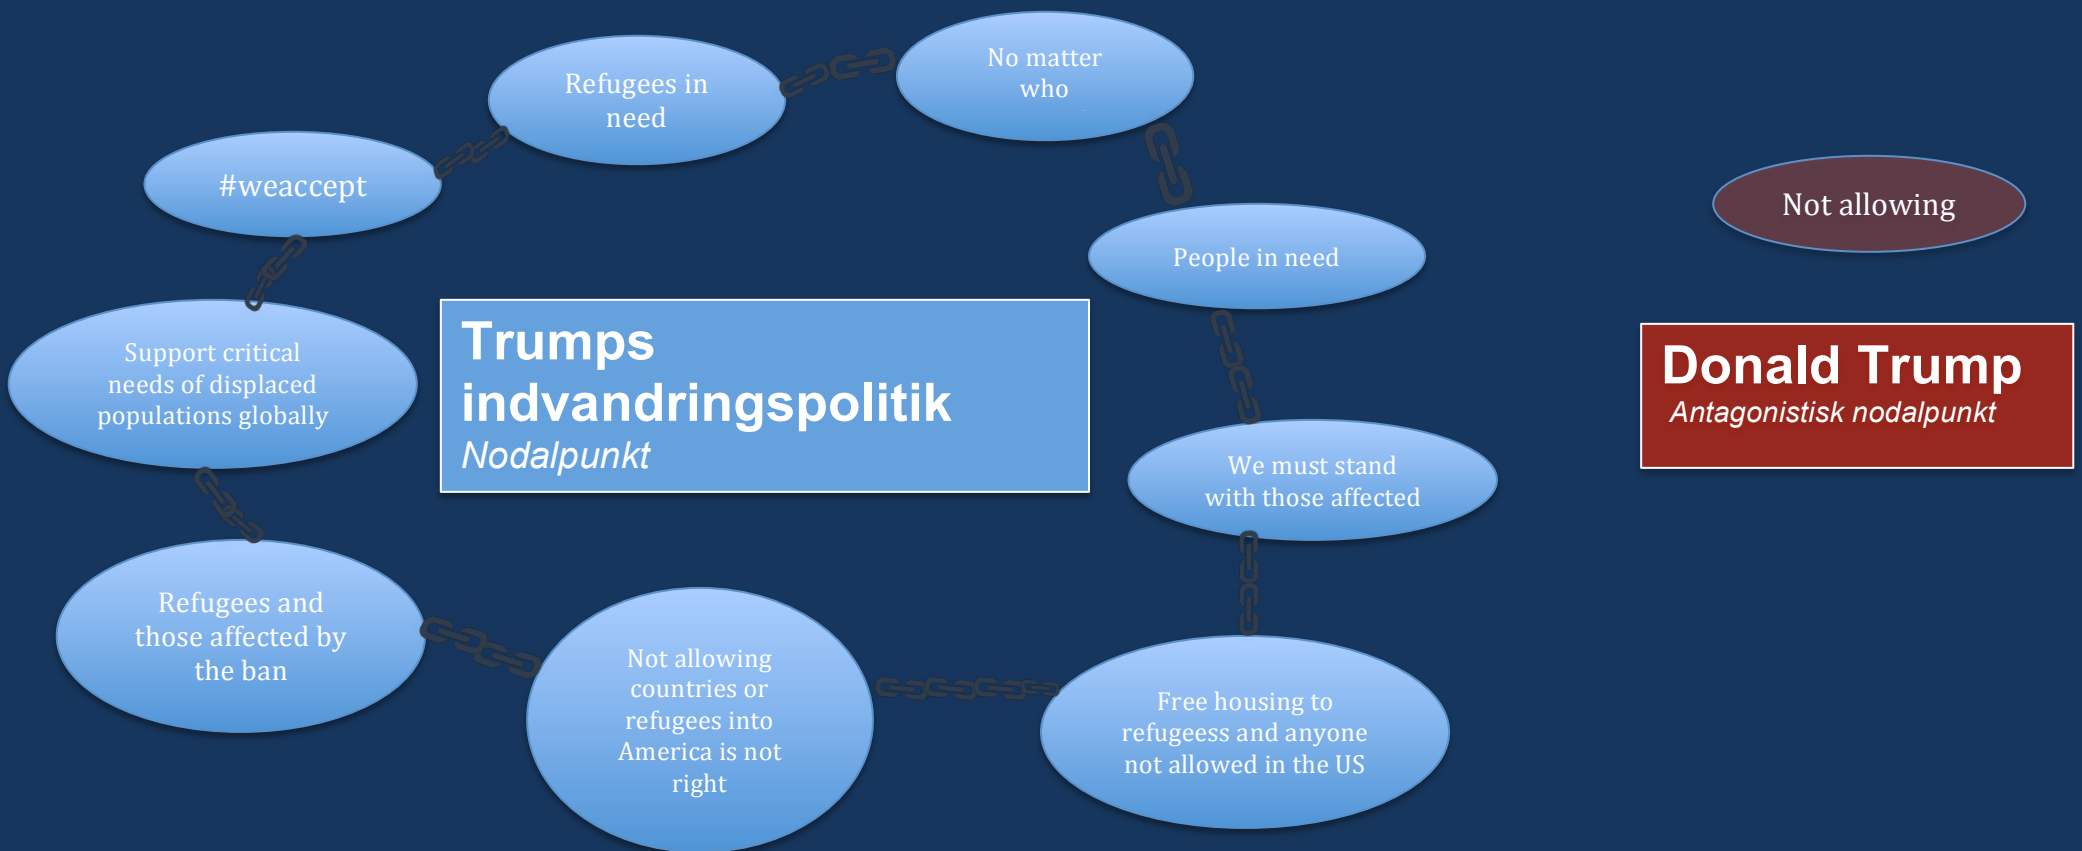 No matter
who
Refugees in
need
#weaccept
Not allowing
People in need
Trumps
indvandringspolitik
Nodalpunkt
Donald Trump
Antagonistisk nodalpunkt
Support critical
needs of displaced
populations globally
We must stand
with those affected
Refugees and
those affected by
the ban
Not allowing
countries or
refugees into
America is not
right
Free housing to
refugeess and anyone
not allowed in the US